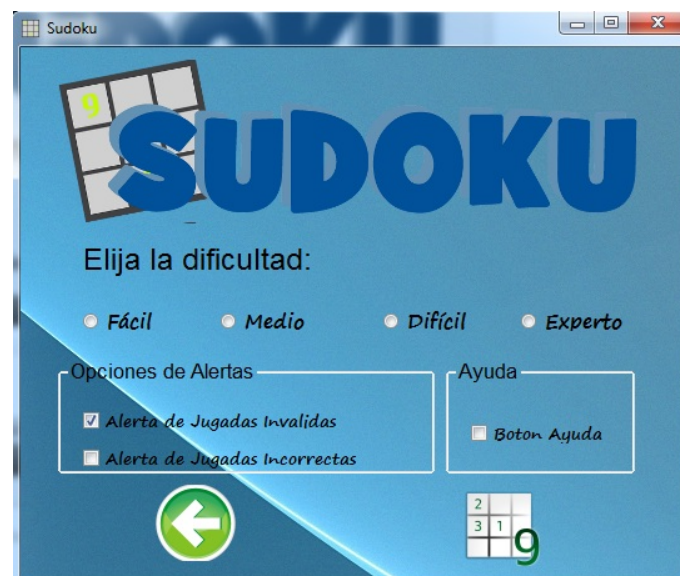 Sudoku
9
SUDOKU
Elija la dificultad:
Fácil Medio Difícil Experto
Opciones de Alertas Ayuda
Alerta de Jugadas Invalidas
Boton Ayuda
Alerta de Jugadas Incorrectas
2
3 1
9